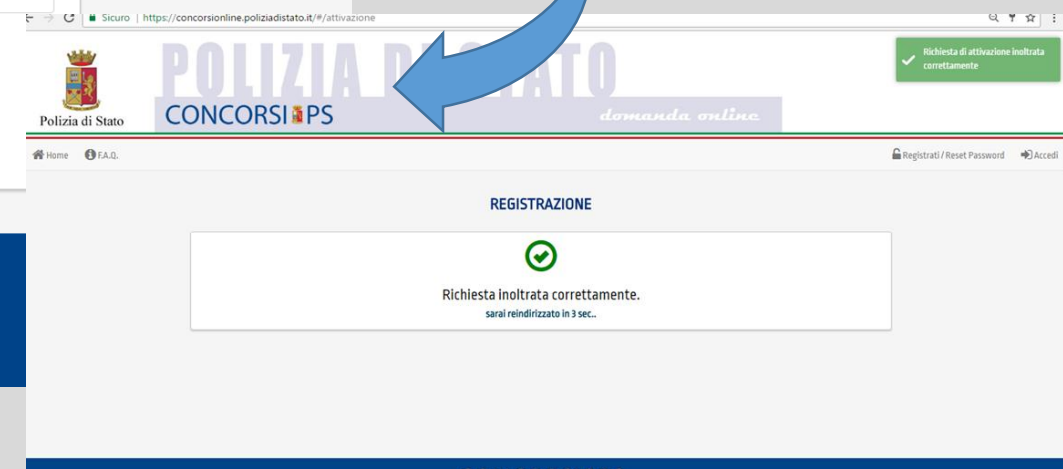 Sicuro | https://concorsionline.poliziadistato.it/#/attivazione
Richiesta di attivazione inoltrata
correttamente
POLIZIA DI STATO
CONCORSI PS
domanda online
Polizia di Stato
Home F.A.Q. Registrati / Reset Password Accedi
REGISTRAZIONE
Richiesta inoltrata correttamente.
sarai reindirizzato in 3 sec..